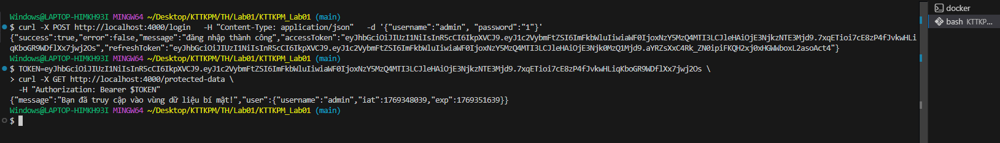 Windows@LAPTOP-HIMKH93I MINGW64 ~/Desktop/KTTKPM/TH/Lab01/KTTKPM_Lab01 (main)
$ curl -X POST http://localhost:4000/login   -H "Content-Type: application/json"   -d '{"username":"admin", "password":"1"}'
{"success":true,"error":false,"message":"đăng nhập thành công","accessToken":"eyJhbGciOiJIUzI1NiIsInR5cCI6IkpXVCJ9.eyJ1c2VybmFtZSI6ImFkbWluIiwiaWF0IjoxNzY5MzQ4MTI3LCJleHAiOjE3NjkzNTE3Mjd9.7xqETioi7cE8zP4fJvkwHLi
qKboGR9WDflXx7jwj2Os","refreshToken":"eyJhbGciOiJIUzI1NiIsInR5cCI6IkpXVCJ9.eyJ1c2VybmFtZSI6ImFkbWluIiwiaWF0IjoxNzY5MzQ4MTI3LCJleHAiOjE3Njk0MzQ1Mjd9.aYRZsXxC4Rk_ZN0ipiFKQH2xj0xHGWWboxL2asoAct4"}
Windows@LAPTOP-HIMKH93I MINGW64 ~/Desktop/KTTKPM/TH/Lab01/KTTKPM_Lab01 (main)
$ TOKEN=eyJhbGciOiJIUzI1NiIsInR5cCI6IkpXVCJ9.eyJ1c2VybmFtZSI6ImFkbWluIiwiaWF0IjoxNzY5MzQ4MTI3LCJleHAiOjE3NjkzNTE3Mjd9.7xqETioi7cE8zP4fJvkwHLiqKboGR9WDflXx7jwj2Os \
> curl -X GET http://localhost:4000/protected-data \
  -H "Authorization: Bearer $TOKEN"
{"message":"Bạn đã truy cập vào vùng dữ liệu bí mật!","user":{"username":"admin","iat":1769348039,"exp":1769351639}}
Windows@LAPTOP-HIMKH93I MINGW64 ~/Desktop/KTTKPM/TH/Lab01/KTTKPM_Lab01 (main)
$
docker
bash KTTKP...